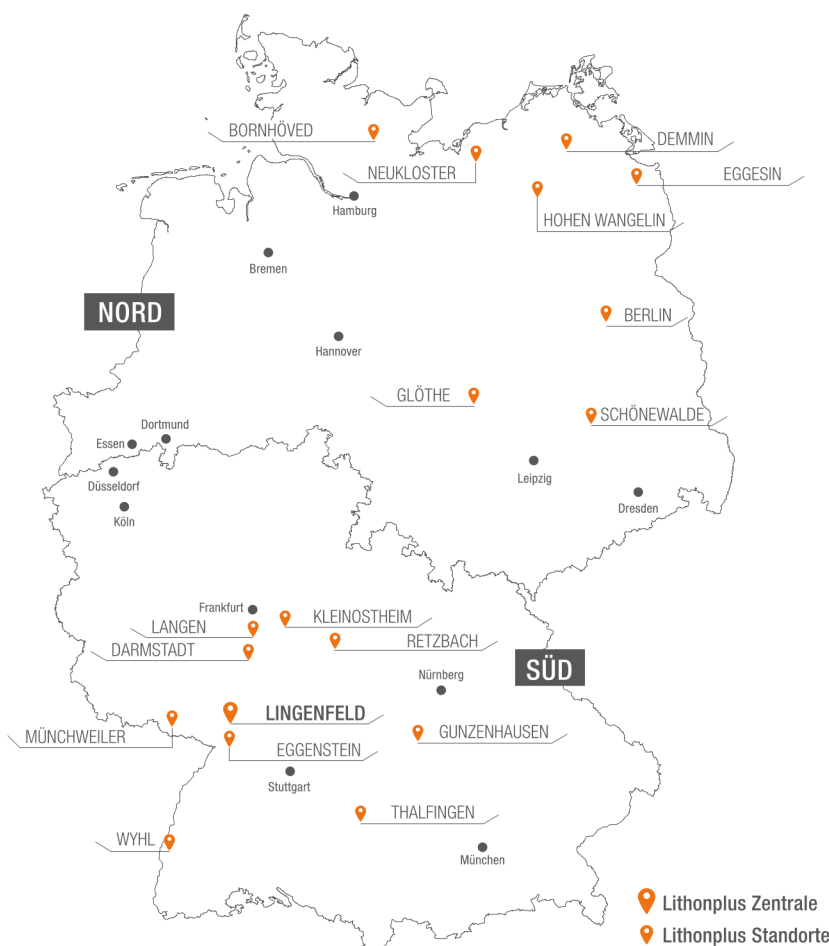 BORNHÖVED
DEMMIN
NEUKLOSTER
EGGESIN
Hamburg
HOHEN WANGELIN
Bremen
NORD
BERLIN
Hannover
GLÖTHE
SCHÖNEWALDE
Dortmund
Essen
Leipzig
Düsseldorf
Dresden
Köln
Frankfurt
KLEINOSTHEIM
LANGEN
RETZBACH
DARMSTADT
SÜD
Nürnberg
LINGENFELD
MÜNCHWEILER
GUNZENHAUSEN
EGGENSTEIN
Stuttgart
THALFINGEN
WYHL
München
Lithonplus Zentrale
Lithonplus Standorte